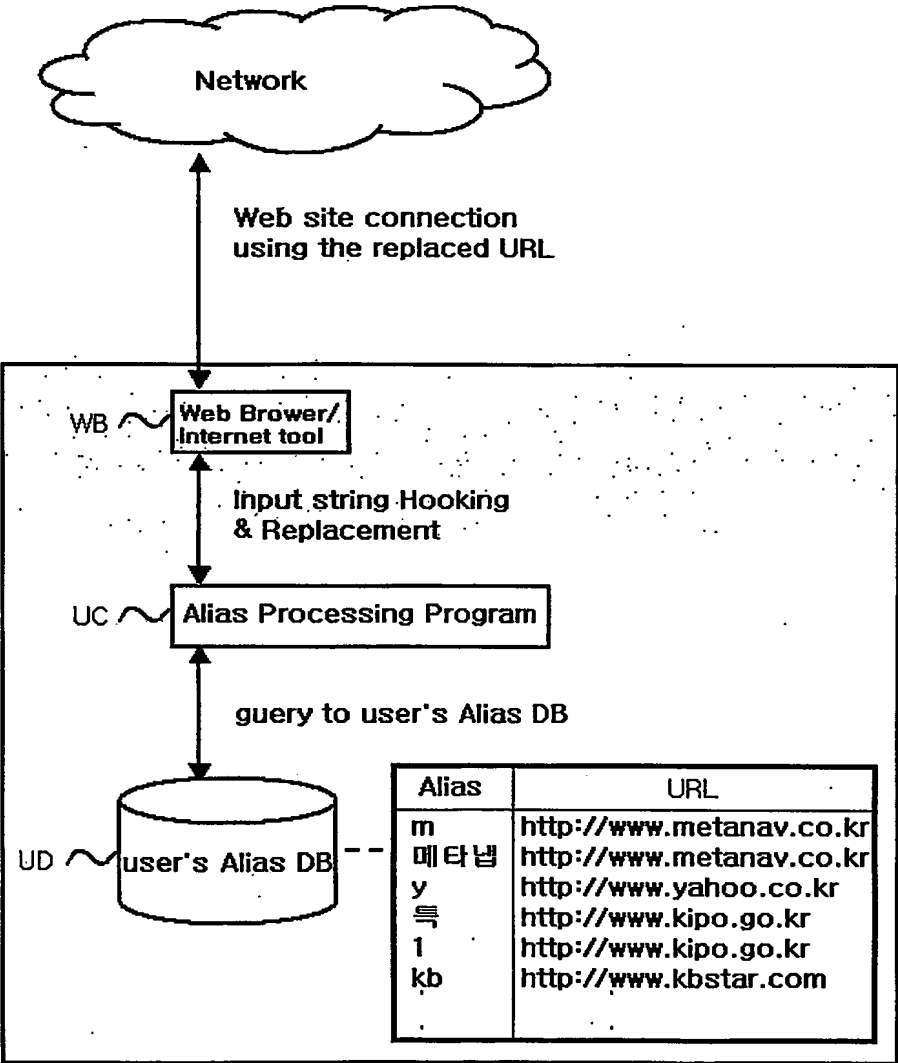 Network
Web site connection
using the replaced URL
WB
Web Brower/
Internet tool
Input string Hooking
& Replacement
UC
Alias Processing Program
guery to user's Alias DB
UD
user's Alias DB
Alias URL
m http://www.metanav.co.kr
메타냅 http://www.metanav.co.kr
y http://www.yahoo.co.kr
특 http://www.kipo.go.kr
1 http://www.kipo.go.kr
kb http://www.kbstar.com